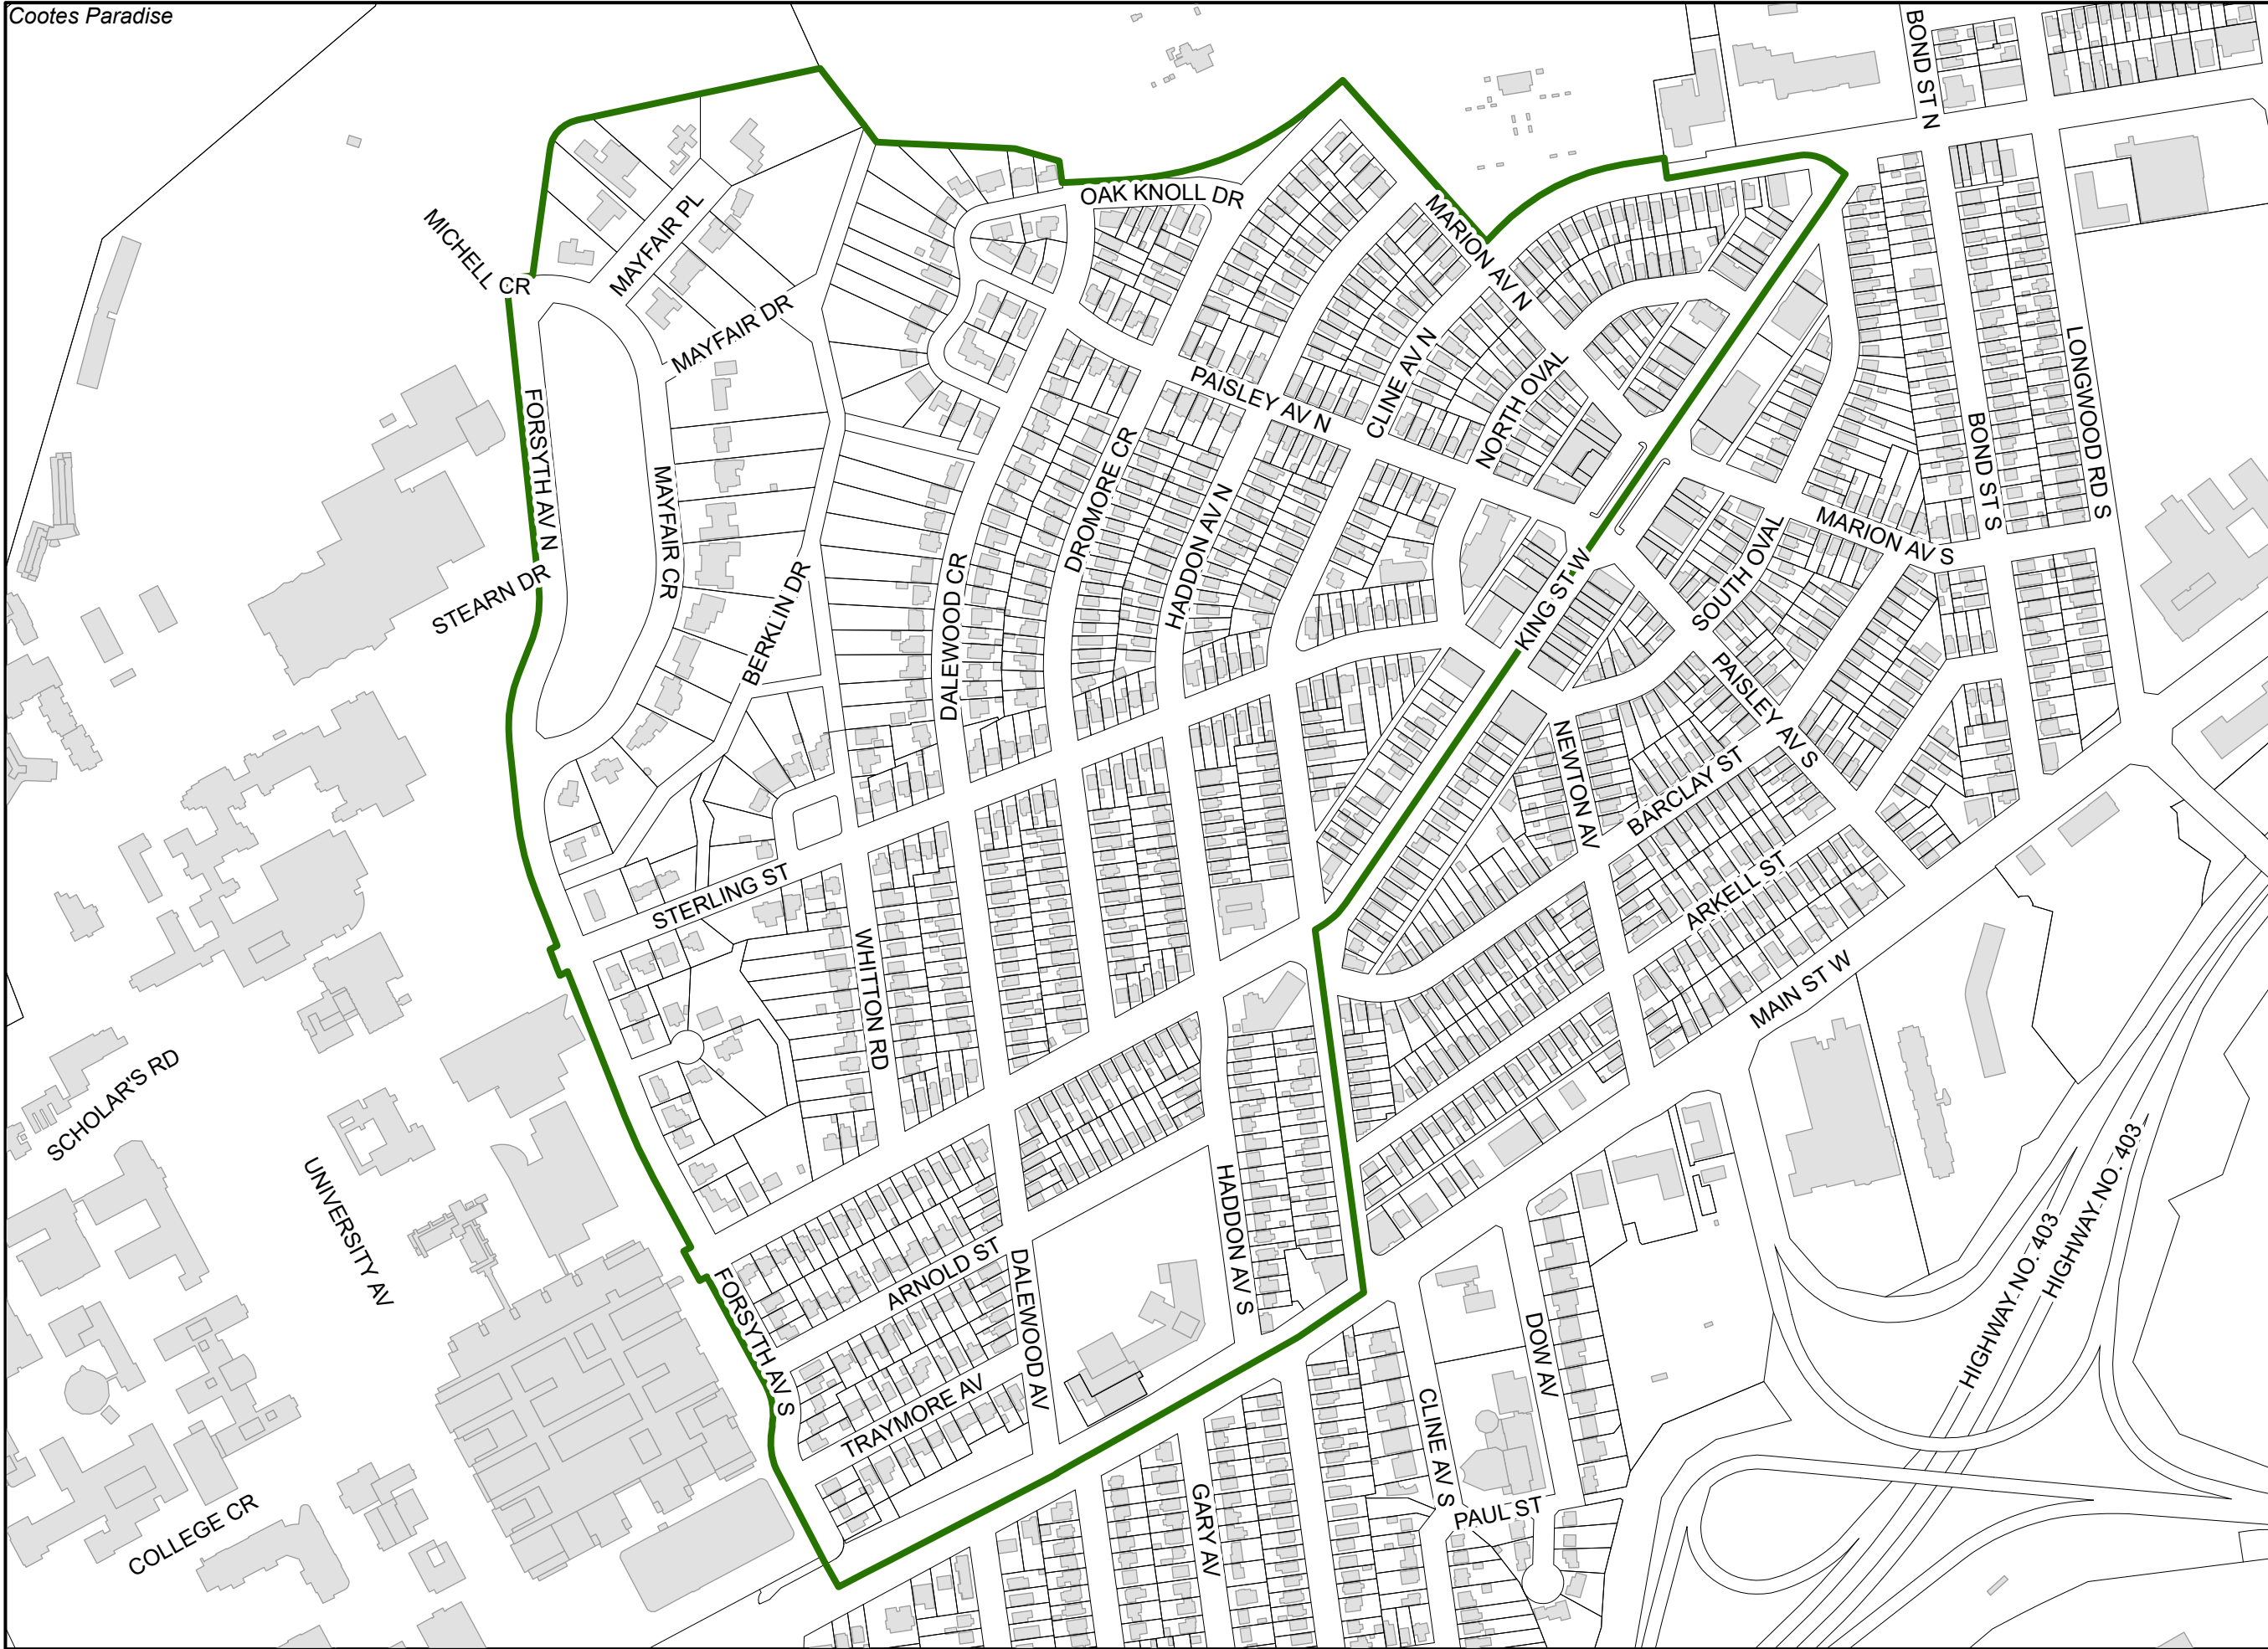 Cootes Paradise
BOND ST N
OAK KNOLL DR
MAYFAIR PL
MARION AV N
MICHELL CR
MAYFAIR DR
LONGWOOD RD S
CLINE AV N
NORTH OVAL
PAISLEY AV N
FORSYTH AV N
DROMORE CR
BOND ST S
MAYFAIR CR
HADDON AV N
MARION AV S
SOUTH OVAL
STEARN DR
BERKLIN DR
DALEWOOD CR
KING ST W
PAISLEY AV S
NEWTON AV
BARCLAY ST
STERLING ST
ARKELL ST
WHITTON RD
MAIN ST W
SCHOLAR'S RD
UNIVERSITY AV
HADDON AV S
HIGHWAY NO. 403
HIGHWAY NO. 403
ARNOLD ST
DALEWOOD AV
FORSYTH AV S
DOW AV
TRAYMORE AV
CLINE AV S
GARY AV
PAUL ST
COLLEGE CR